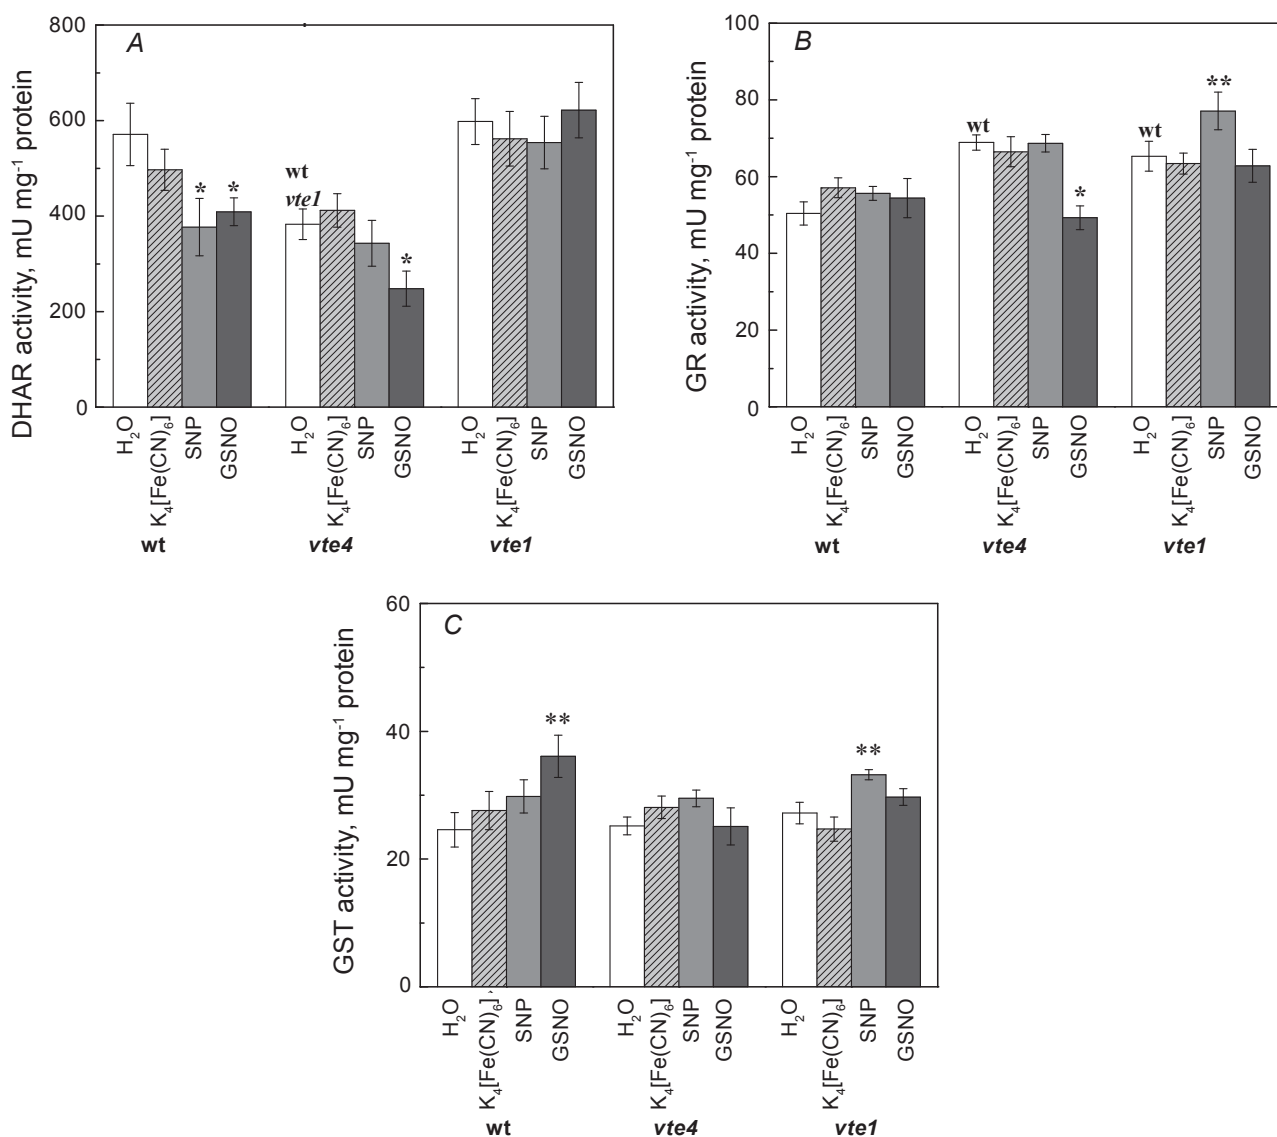 A
DHAR activity, mU mg⁻¹ protein
800
600
400
200
0
*
*
wt
vte1
*
H₂O
K₄[Fe(CN)₆]
SNP
GSNO
H₂O
K₄[Fe(CN)₆]
SNP
GSNO
H₂O
K₄[Fe(CN)₆]
SNP
GSNO
wt
vte4
vte1
B
GR activity, mU mg⁻¹ protein
100
80
60
40
20
0
wt
*
wt
**
H₂O
K₄[Fe(CN)₆]
SNP
GSNO
H₂O
K₄[Fe(CN)₆]
SNP
GSNO
H₂O
K₄[Fe(CN)₆]
SNP
GSNO
wt
vte4
vte1
C
GST activity, mU mg⁻¹ protein
60
40
20
0
**
**
H₂O
K₄[Fe(CN)₆]
SNP
GSNO
H₂O
K₄[Fe(CN)₆]
SNP
GSNO
H₂O
K₄[Fe(CN)₆]
SNP
GSNO
wt
vte4
vte1